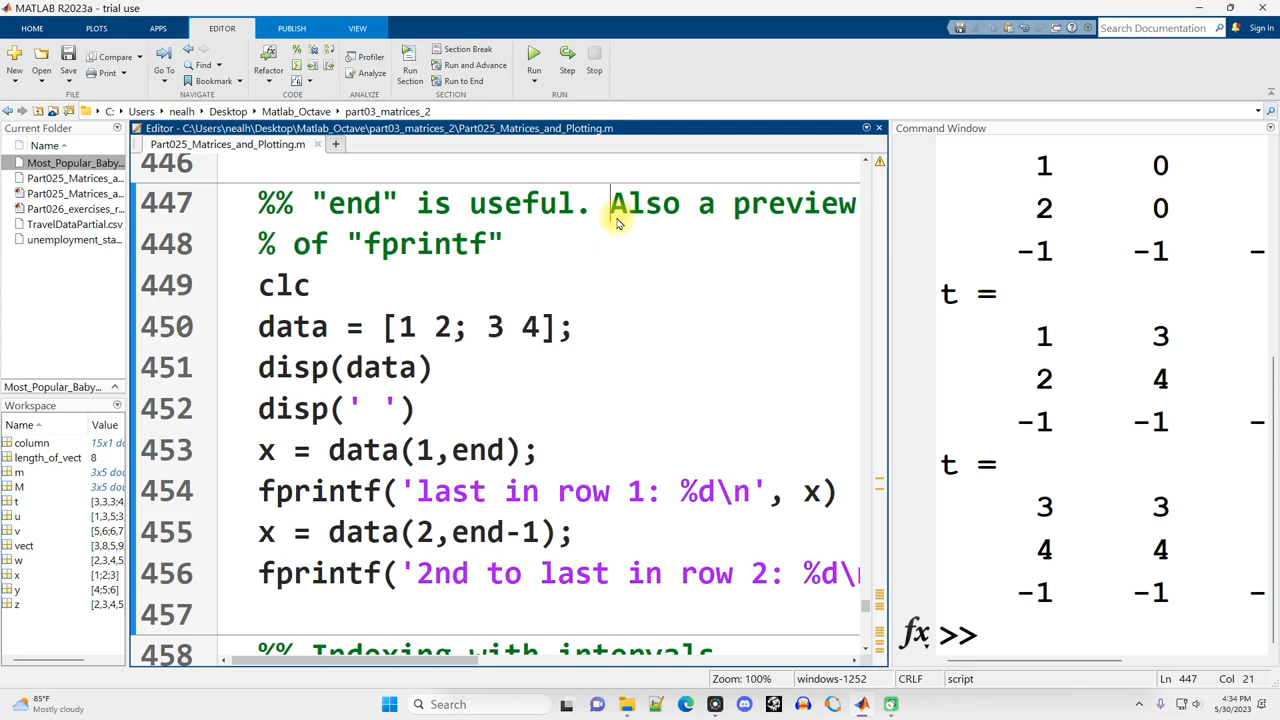 MATLAB R2023a - trial use
HOME PLOTS APPS EDITOR PUBLISH VIEW
Search Documentation
Sign In
New Open Save
Compare
Print
Go To
Find
Bookmark
Refactor
Profiler
Analyze
Run Section
Section Break
Run and Advance
Run to End
Run Step Stop
FILE NAVIGATE CODE ANALYZE SECTION RUN
C: Users nealh Desktop Matlab_Octave part03_matrices_2
Current Folder
Name
Most_Popular_Baby...
Part025_Matrices_a...
Part025_Matrices_a...
Part026_exercises_r...
TravelDataPartial.csv
unemployment_sta...
Most_Popular_Baby...
Workspace
Name Value
column 15x1 do
length_of_vect 8
m 3x5 dou
M 3x5 dou
t [3,3,3;4
u [1,3,5;3
v [5,6;6,7
vect [3,8,5,9
w [2,3,4,5
x [1;2;3]
y [4;5;6]
z [2,3,4,5
Editor - C:\Users\nealh\Desktop\Matlab_Octave\part03_matrices_2\Part025_Matrices_and_Plotting.m
Part025_Matrices_and_Plotting.m
446
447 %% "end" is useful. Also a preview
448 % of "fprintf"
449 clc
450 data = [1 2; 3 4];
451 disp(data)
452 disp(' ')
453 x = data(1,end);
454 fprintf('last in row 1: %d\n', x)
455 x = data(2,end-1);
456 fprintf('2nd to last in row 2: %d\n
457
458 %% Indexing with intervals
Command Window
1 0
2 0
-1 -1 -
t =
1 3
2 4
-1 -1 -
t =
3 3
4 4
-1 -1 -
fx >>
Zoom: 100% windows-1252 CRLF script Ln 447 Col 21
85°F
Mostly cloudy
Search
4:34 PM
5/30/2023